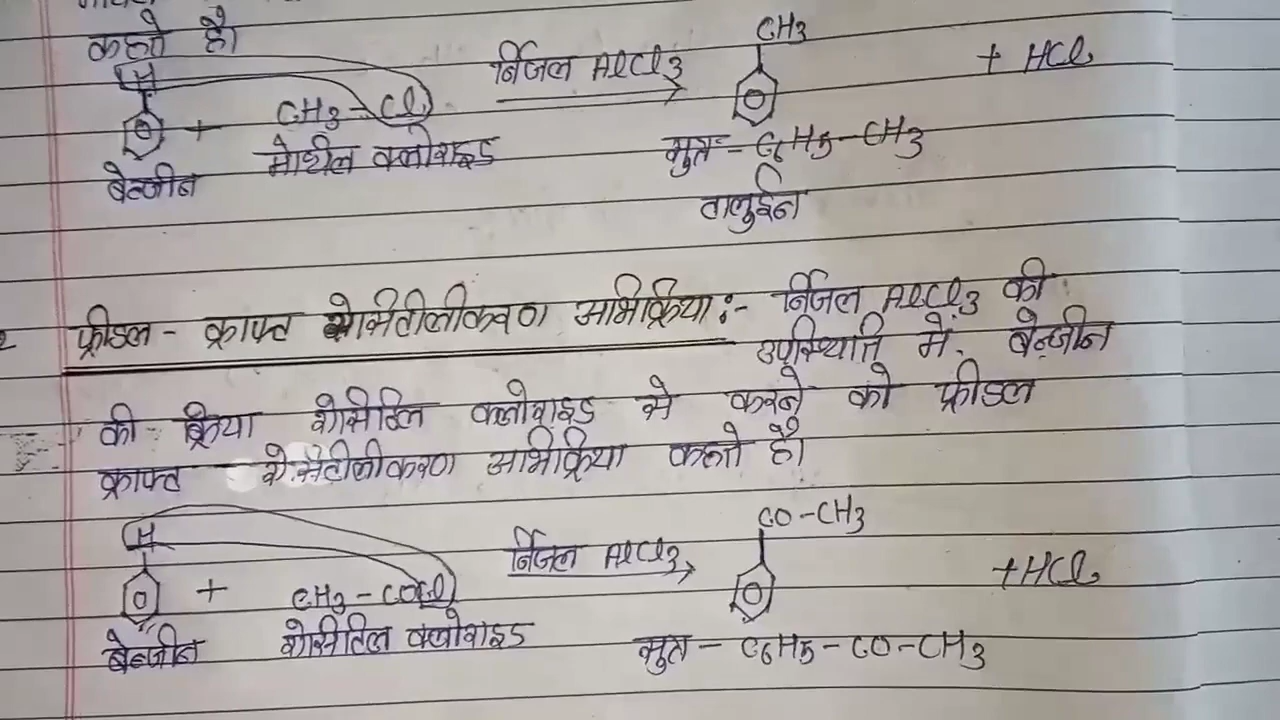 कहते है।
CH3
H
CH3 - Cl
निर्जल AlCl3
+ HCl
+
मेथिल क्लोराइड
बेन्जीन
सुत्र - C6H5 - CH3
टालुईन
फ्रीडल - क्राफ्ट ऐसिटीलीकरण अभिक्रिया :- निर्जल AlCl3 की
उपस्थिति में बेन्जीन
की क्रिया ऐसिटिल क्लोराइड से करने को फ्रीडल
क्राफ्ट ऐसिटीलीकरण अभिक्रिया कहते है।
CO - CH3
H
+
CH3 - COCl
निर्जल AlCl3
+ HCl
बेन्जीन
ऐसिटिल क्लोराइड
सुत्र - C6H5 - CO - CH3